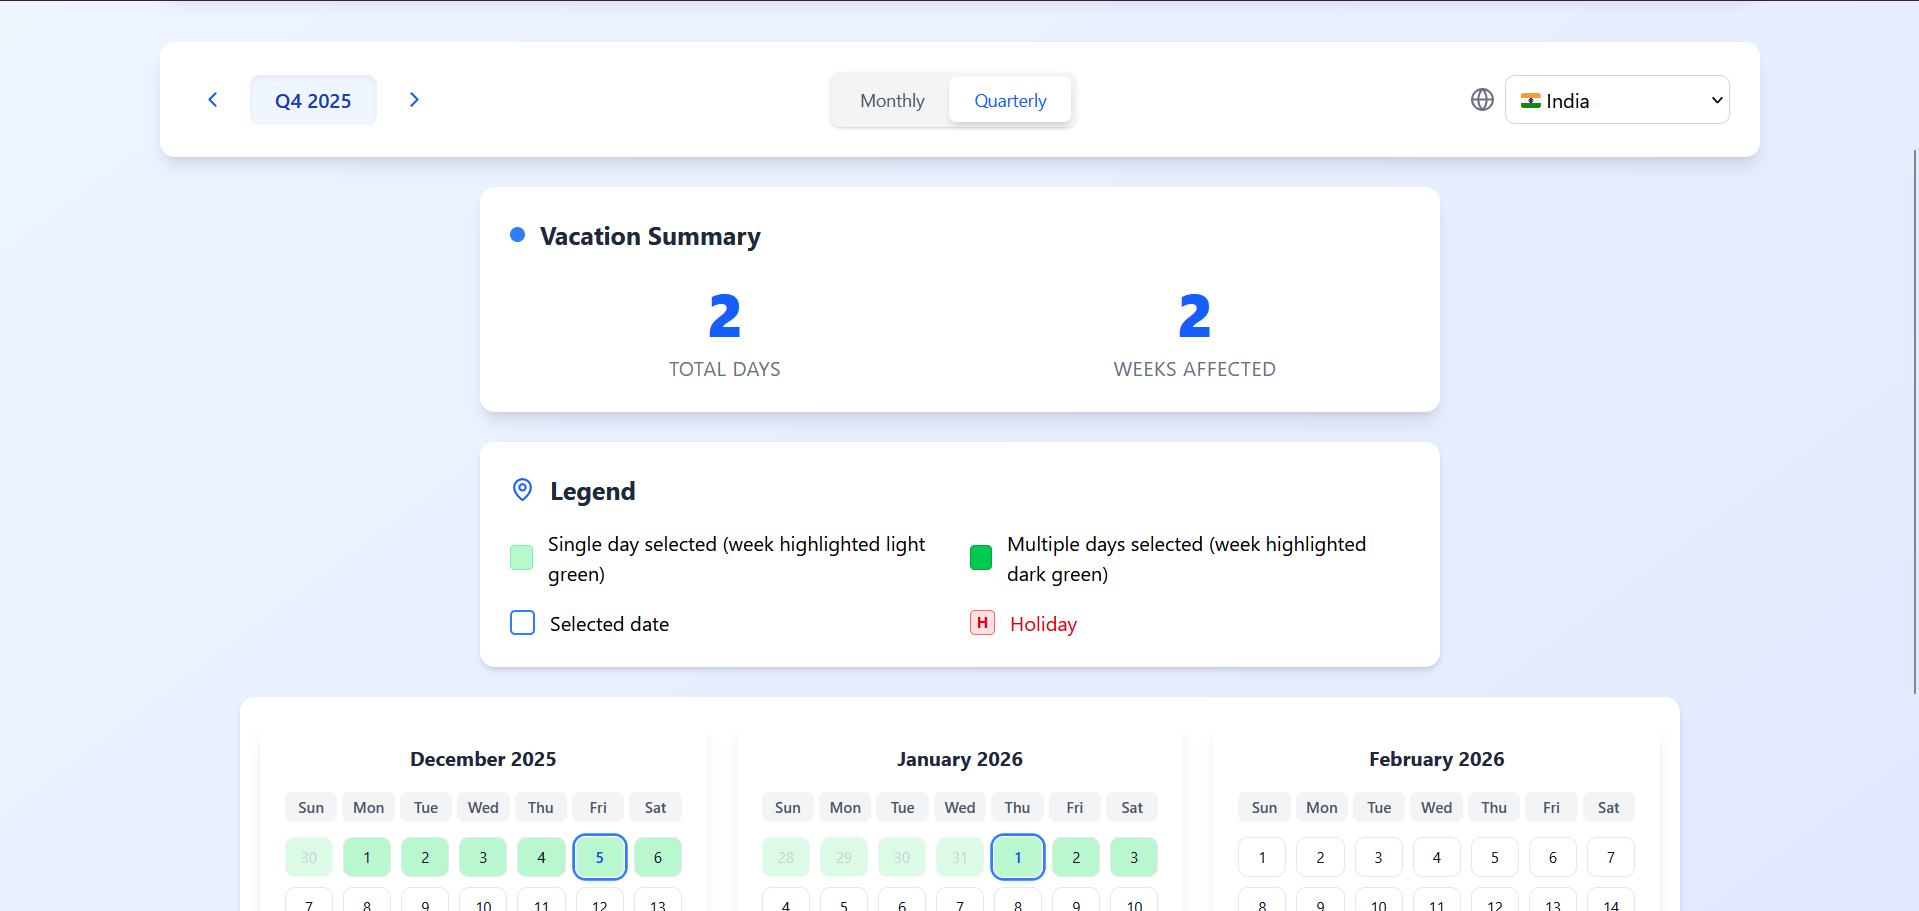 Q4 2025
Monthly
Quarterly
India
Vacation Summary
2
TOTAL DAYS
2
WEEKS AFFECTED
Legend
Single day selected (week highlighted light
green)
Multiple days selected (week highlighted
dark green)
Selected date
H
Holiday
December 2025
Sun Mon Tue Wed Thu Fri Sat
30 1 2 3 4 5 6
7 8 9 10 11 12 13
January 2026
Sun Mon Tue Wed Thu Fri Sat
28 29 30 31 1 2 3
4 5 6 7 8 9 10
February 2026
Sun Mon Tue Wed Thu Fri Sat
1 2 3 4 5 6 7
8 9 10 11 12 13 14